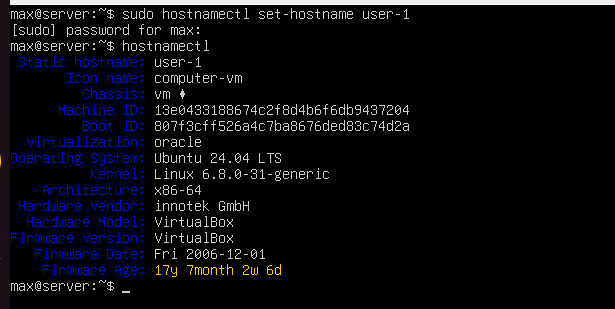 max@server:~$ sudo hostnamectl set-hostname user-1
[sudo] password for max:
max@server:~$ hostnamectl
Static hostname: user-1
Icon name: computer-vm
Chassis: vm ♦
Machine ID: 13e0433188674c2f8d4b6f6db9437204
Boot ID: 807f3cff526a4c7ba8676ded83c74d2a
Virtualization: oracle
Operating System: Ubuntu 24.04 LTS
Kernel: Linux 6.8.0-31-generic
Architecture: x86-64
Hardware Vendor: innotek GmbH
Hardware Model: VirtualBox
Firmware Version: VirtualBox
Firmware Date: Fri 2006-12-01
Firmware Age: 17y 7month 2w 6d
max@server:~$ _